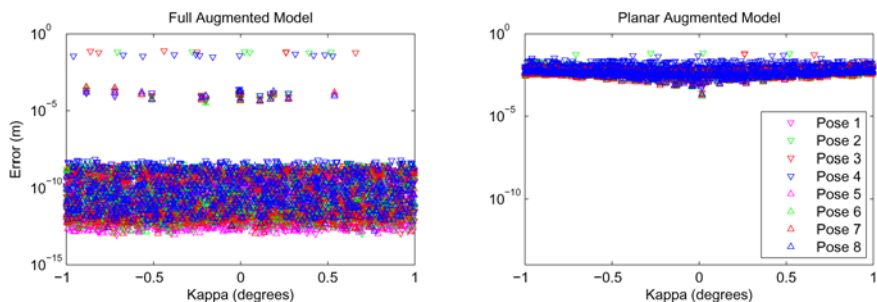 Full Augmented Model
Planar Augmented Model
Error (m)
10^0
10^-5
10^-10
10^-15
−1
−0.5
0
0.5
1
Kappa (degrees)
10^0
10^-5
10^-10
−1
−0.5
0
0.5
1
Kappa (degrees)
Pose 1
Pose 2
Pose 3
Pose 4
Pose 5
Pose 6
Pose 7
Pose 8